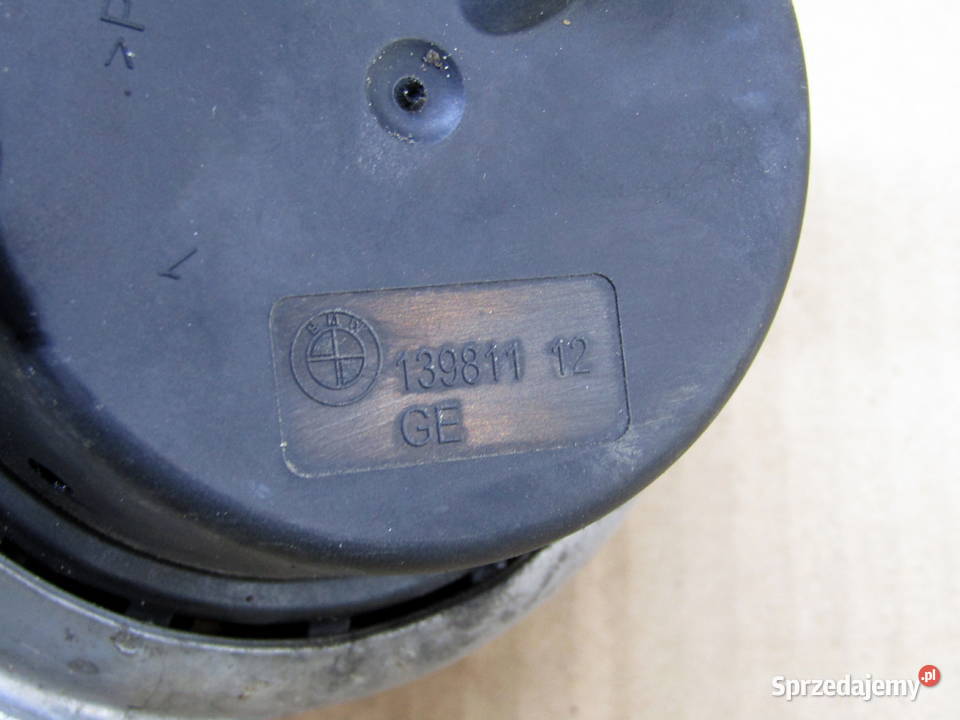 >P
BMW
139811 12
GE
Sprzedajemy.pl